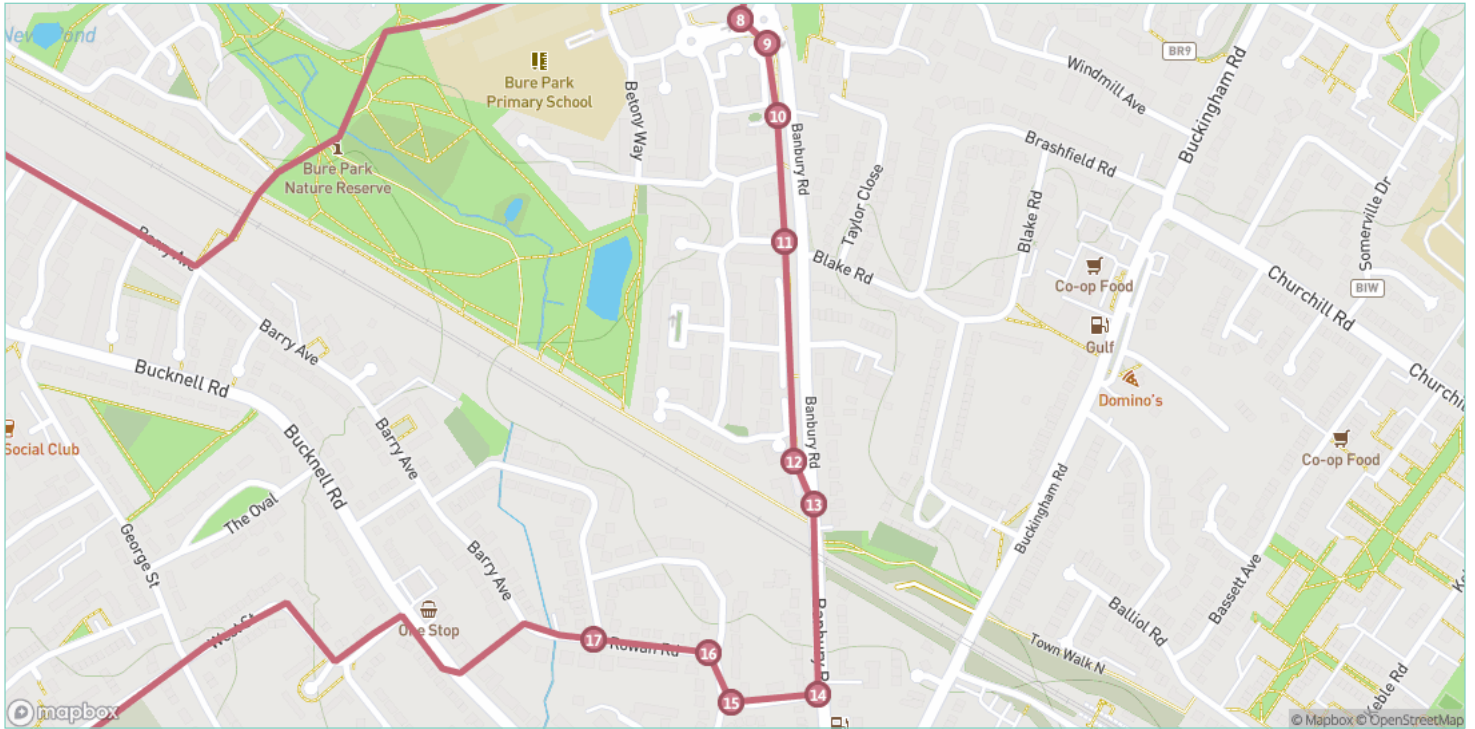 New Pond
8
9
BR9
Bure Park
Primary School
Windmill Ave
Buckingham Rd
Betony Way
10
Banbury Rd
Brashfield Rd
Bure Park
Nature Reserve
Taylor Close
Blake Rd
Somerville Dr
Perry Ave
11
Blake Rd
Co-op Food
Churchill Rd
BIW
Gulf
Barry Ave
Bucknell Rd
Domino's
Banbury Rd
Social Club
Barry Ave
Bucknell Rd
12
Co-op Food
Buckingham Rd
13
The Oval
George St
Barry Ave
Bassett Ave
Balliol Rd
West St
One Stop
17
Rowan Rd
16
Banbury Rd
Town Walk N
15
14
Keble Rd
mapbox
© Mapbox © OpenStreetMap